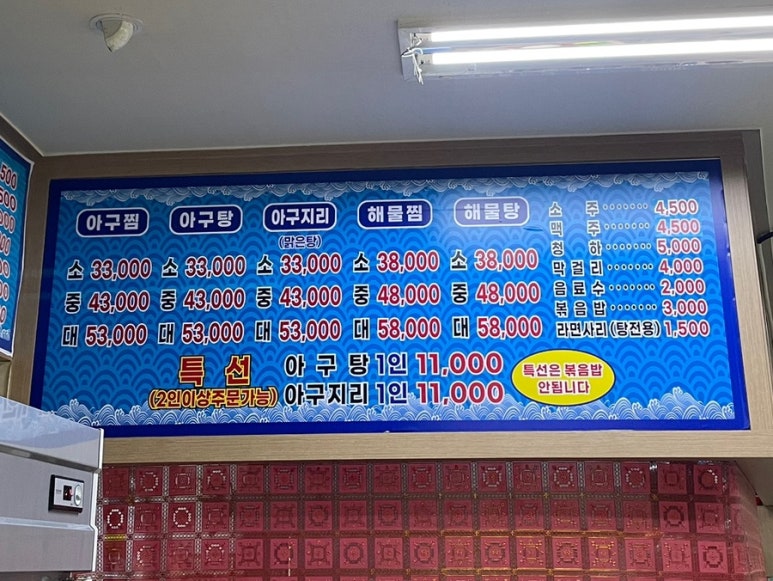 아구찜 아구탕 아구지리 해물찜 해물탕
(맑은탕)
소 33,000 소 33,000 소 33,000 소 38,000 소 38,000
중 43,000 중 43,000 중 43,000 중 48,000 중 48,000
대 53,000 대 53,000 대 53,000 대 58,000 대 58,000
소 주 ········ 4,500
맥 주 ········ 4,500
청 하 ········ 5,000
막걸리 ······ 4,000
음료수 ······ 2,000
볶음밥 ······· 3,000
라면사리 (탕전용) 1,500
특 선 아 구 탕 1인 11,000
(2인이상주문가능) 아구지리 1인 11,000
특선은 볶음밥
안됩니다